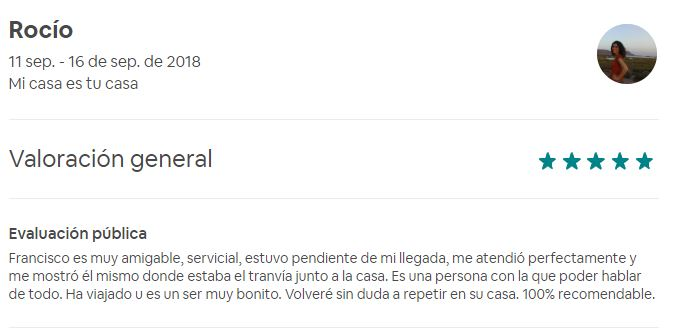 Rocío
11 sep. - 16 de sep. de 2018
Mi casa es tu casa
Valoración general
Evaluación pública
Francisco es muy amigable, servicial, estuvo pendiente de mi llegada, me atendió perfectamente y
me mostró él mismo donde estaba el tranvía junto a la casa. Es una persona con la que poder hablar
de todo. Ha viajado u es un ser muy bonito. Volveré sin duda a repetir en su casa. 100% recomendable.